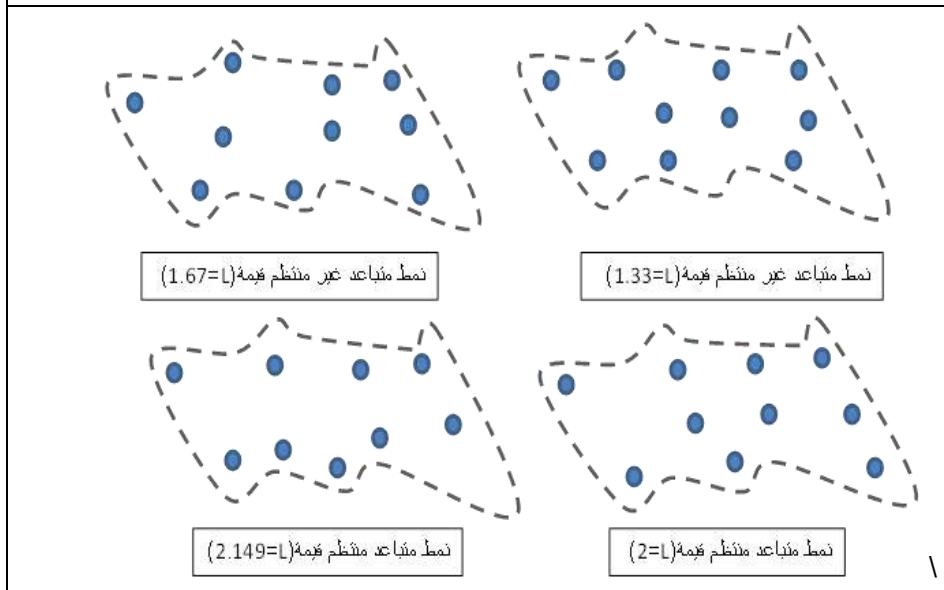 نمط متباعد غير منتظم قيمة(L=1.33)
نمط متباعد غير منتظم قيمة(L=1.67)
نمط متباعد منتظم قيمة(L=2)
نمط متباعد منتظم قيمة(L=2.149)
\